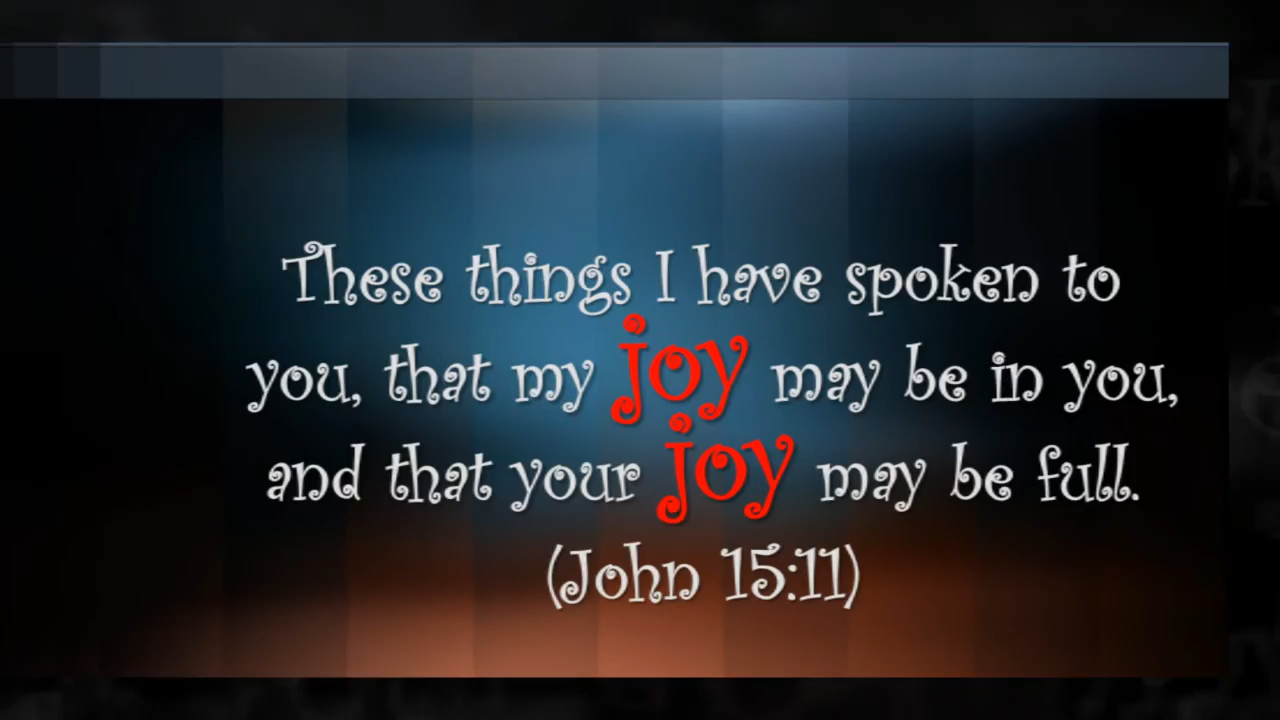 These things I have spoken to
you, that my joy may be in you,
and that your joy may be full.
(John 15:11)